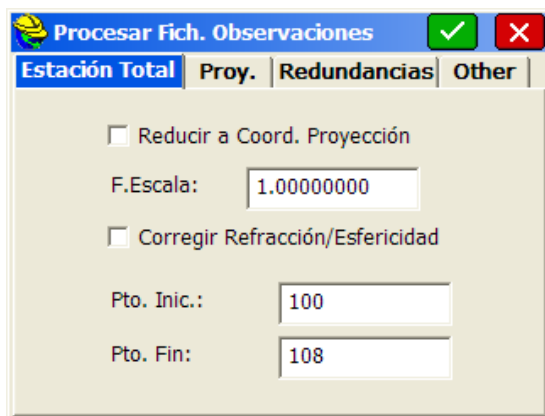 Procesar Fich. Observaciones
Estación Total Proy. Redundancias Other
Reducir a Coord. Proyección
F.Escala: 1.00000000
Corregir Refracción/Esfericidad
Pto. Inic.: 100
Pto. Fin: 108